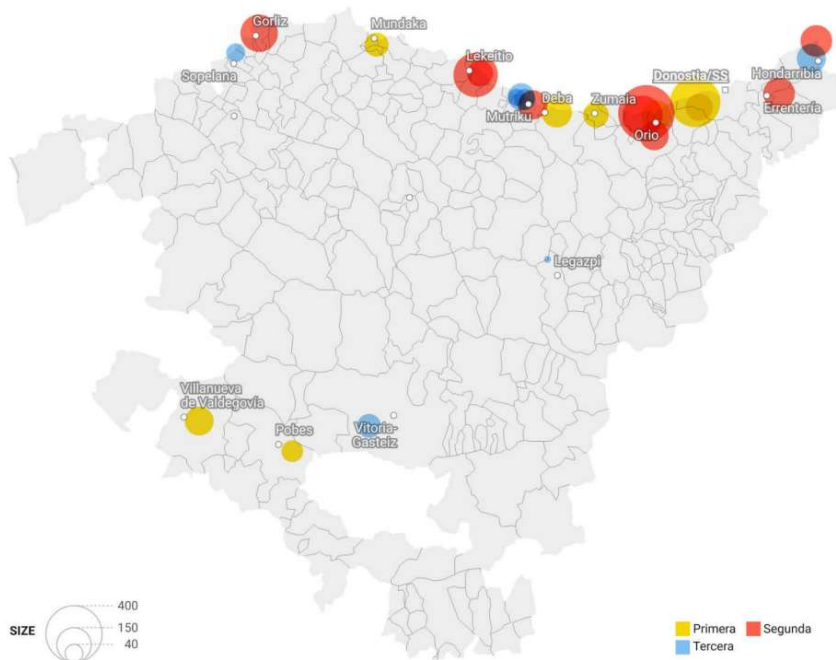 Gorliz
Mundaka
Sopelana
Lekeitio
Mutriku
Deba
Zumaia
Donostia/SS
Orio
Hondarribia
Errentería
Legazpi
Villanueva
de Valdegovía
Pobes
Vitoria-
Gasteiz
SIZE
400
150
40
Primera
Segunda
Tercera